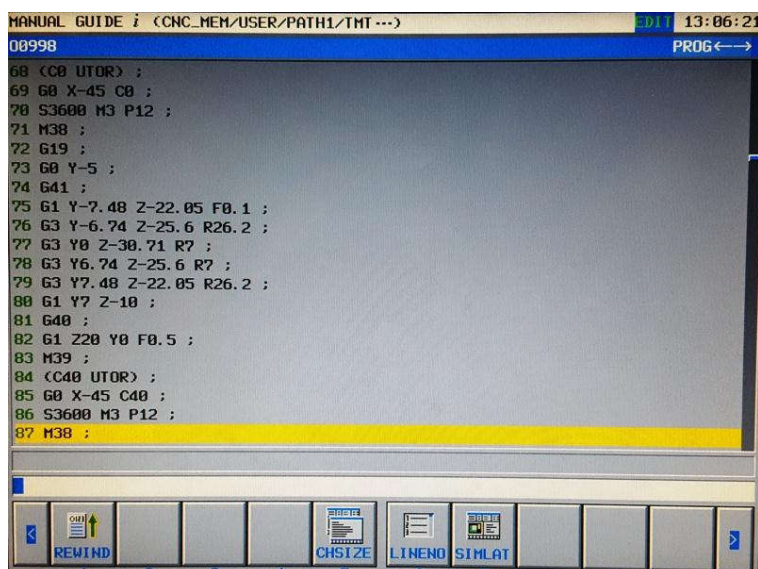 MANUAL GUIDE i (CNC_MEM/USER/PATH1/TMT···) EDIT 13:06:21
O0998 PROG←→
68 (C0 UTOR) ;
69 G0 X-45 C0 ;
70 S3600 M3 P12 ;
71 M38 ;
72 G19 ;
73 G0 Y-5 ;
74 G41 ;
75 G1 Y-7.48 Z-22.05 F0.1 ;
76 G3 Y-6.74 Z-25.6 R26.2 ;
77 G3 Y0 Z-30.71 R7 ;
78 G3 Y6.74 Z-25.6 R7 ;
79 G3 Y7.48 Z-22.05 R26.2 ;
80 G1 Y7 Z-10 ;
81 G40 ;
82 G1 Z20 Y0 F0.5 ;
83 M39 ;
84 (C40 UTOR) ;
85 G0 X-45 C40 ;
86 S3600 M3 P12 ;
87 M38 ;
< REWIND CHSIZE LINENO SIMLAT >